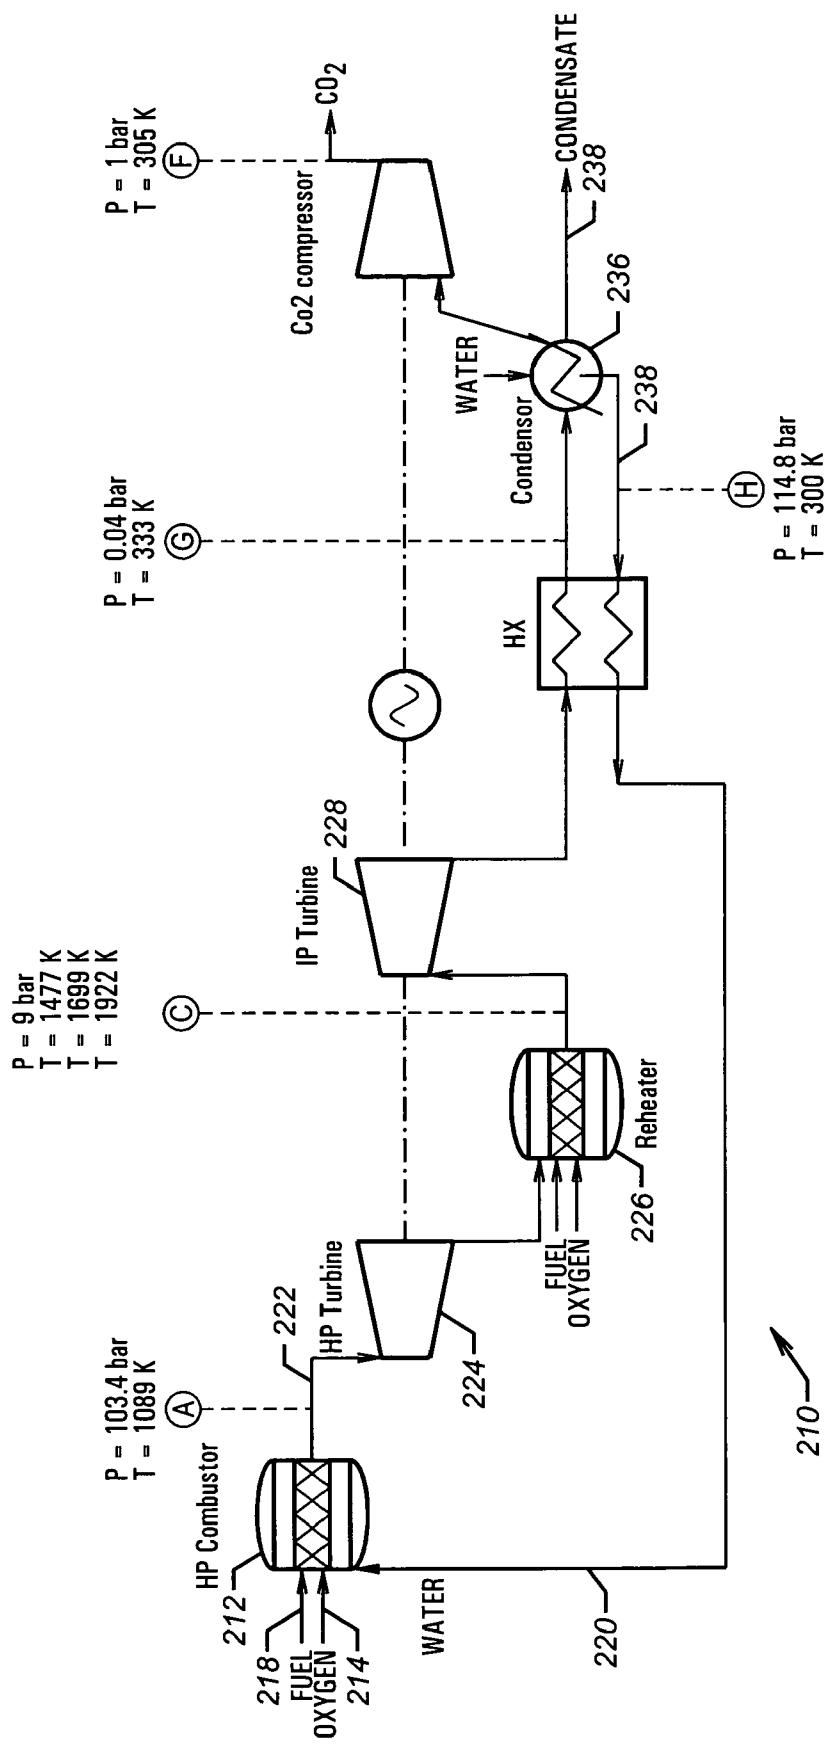 P = 103.4 bar
T = 1089 K
A
P = 9 bar
T = 1477 K
T = 1699 K
T = 1922 K
C
P = 0.04 bar
T = 333 K
G
P = 1 bar
T = 305 K
F
HP Combustor
212
218
FUEL
OXYGEN
214
WATER
220
222
HP Turbine
224
FUEL
OXYGEN
226
Reheater
IP Turbine
228
HX
Condensor
WATER
236
238
Co2 compressor
CO2
CONDENSATE
238
H
P = 114.8 bar
T = 300 K
210